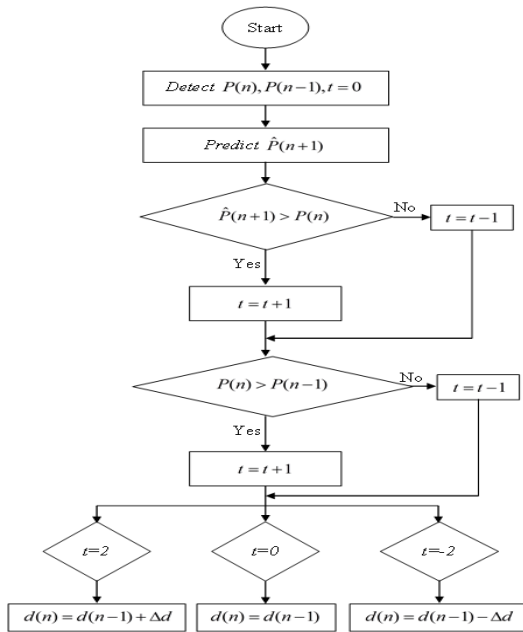 Start
Detect P(n), P(n−1), t = 0
Predict P̂(n+1)
P̂(n+1) > P(n)
No
t = t−1
Yes
t = t+1
P(n) > P(n−1)
No
t = t−1
Yes
t = t+1
t=2
t=0
t=-2
d(n) = d(n−1) + Δd
d(n) = d(n−1)
d(n) = d(n−1) − Δd